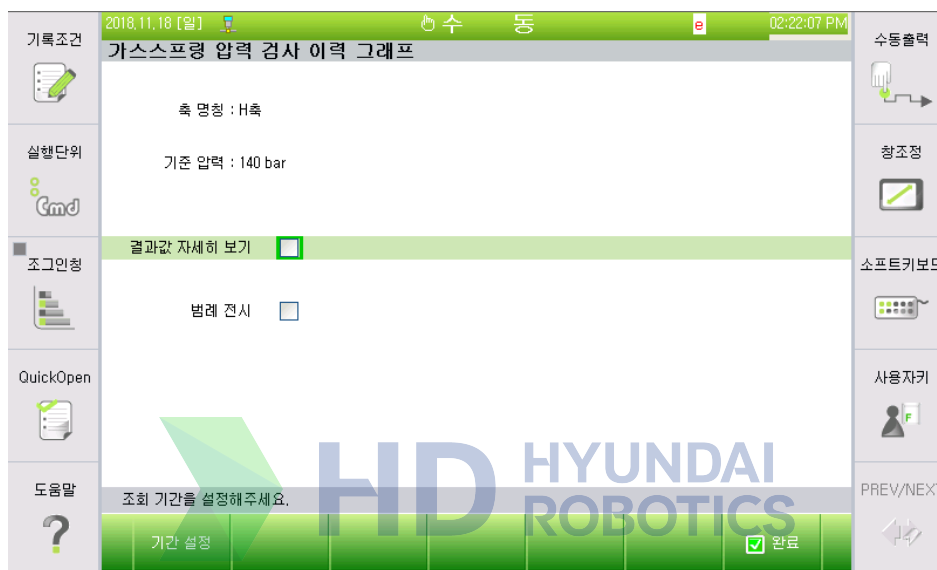 기록조건
실행단위
Cmd
조그인칭
QuickOpen
도움말
?
2018,11,18 [일] 수 동 e 02:22:07 PM
가스스프링 압력 검사 이력 그래프
축 명칭 : H축
기준 압력 : 140 bar
결과값 자세히 보기
범례 전시
HD HYUNDAI
ROBOTICS
조회 기간을 설정해주세요.
기간 설정 완료
수동출력
창조정
소프트키보드
사용자키
F
PREV/NEXT